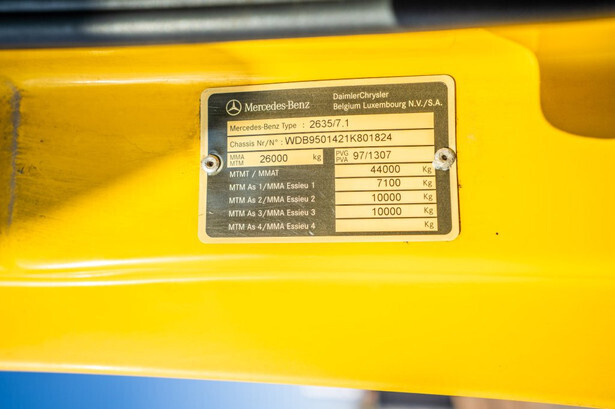 Mercedes-Benz
DaimlerChrysler
Belgium Luxembourg N.V./S.A.
Mercedes-Benz Type : 2635/7.1
Chassis Nr/N° : WDB9501421K801824
MMA
MTM 26000 kg
PVG
PVA 97/1307
MTMT / MMAT 44000 Kg
MTM As 1/MMA Essieu 1 7100 Kg
MTM As 2/MMA Essieu 2 10000 Kg
MTM As 3/MMA Essieu 3 10000 Kg
MTM As 4/MMA Essieu 4 Kg